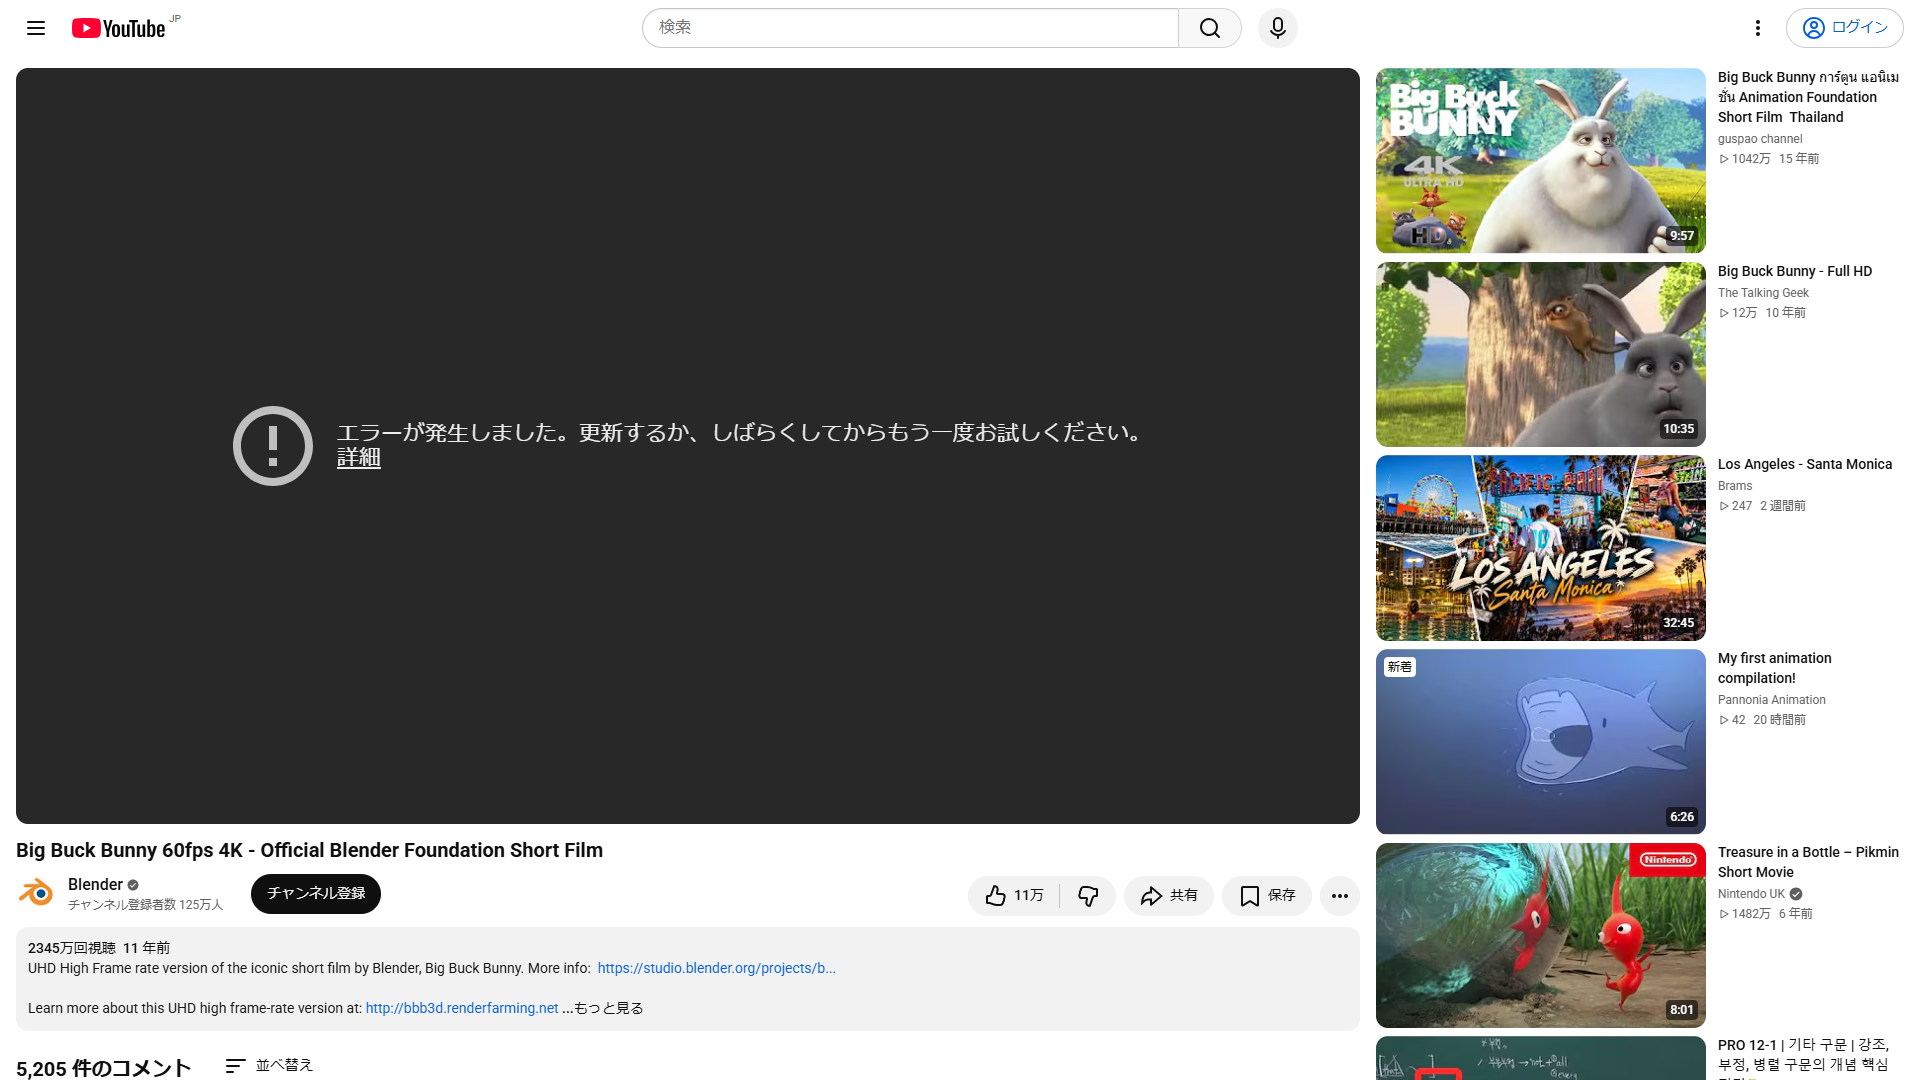 YouTube JP
検索
ログイン
エラーが発生しました。更新するか、しばらくしてからもう一度お試しください。
詳細
Big Buck Bunny 60fps 4K - Official Blender Foundation Short Film
Blender
チャンネル登録者数 125万人
チャンネル登録
11万
共有
保存
2345万回視聴 11 年前
UHD High Frame rate version of the iconic short film by Blender, Big Buck Bunny. More info: https://studio.blender.org/projects/b...
Learn more about this UHD high frame-rate version at: http://bbb3d.renderfarming.net ...もっと見る
5,205 件のコメント
並べ替え
Big Buck
BUNNY
4K
ULTRA HD
HD
9:57
Big Buck Bunny การ์ตูน แอนิเม
ชั่น Animation Foundation
Short Film Thailand
guspao channel
1042万 15 年前
10:35
Big Buck Bunny - Full HD
The Talking Geek
12万 10 年前
PACIFIC PARK
10
LOS ANGELES
Santa Monica
32:45
Los Angeles - Santa Monica
Brams
247 2 週間前
新着
6:26
My first animation
compilation!
Pannonia Animation
42 20 時間前
Nintendo
8:01
Treasure in a Bottle – Pikmin
Short Movie
Nintendo UK
1482万 6 年前
PRO 12-1 | 기타 구문 | 강조,
부정, 병렬 구문의 개념 핵심